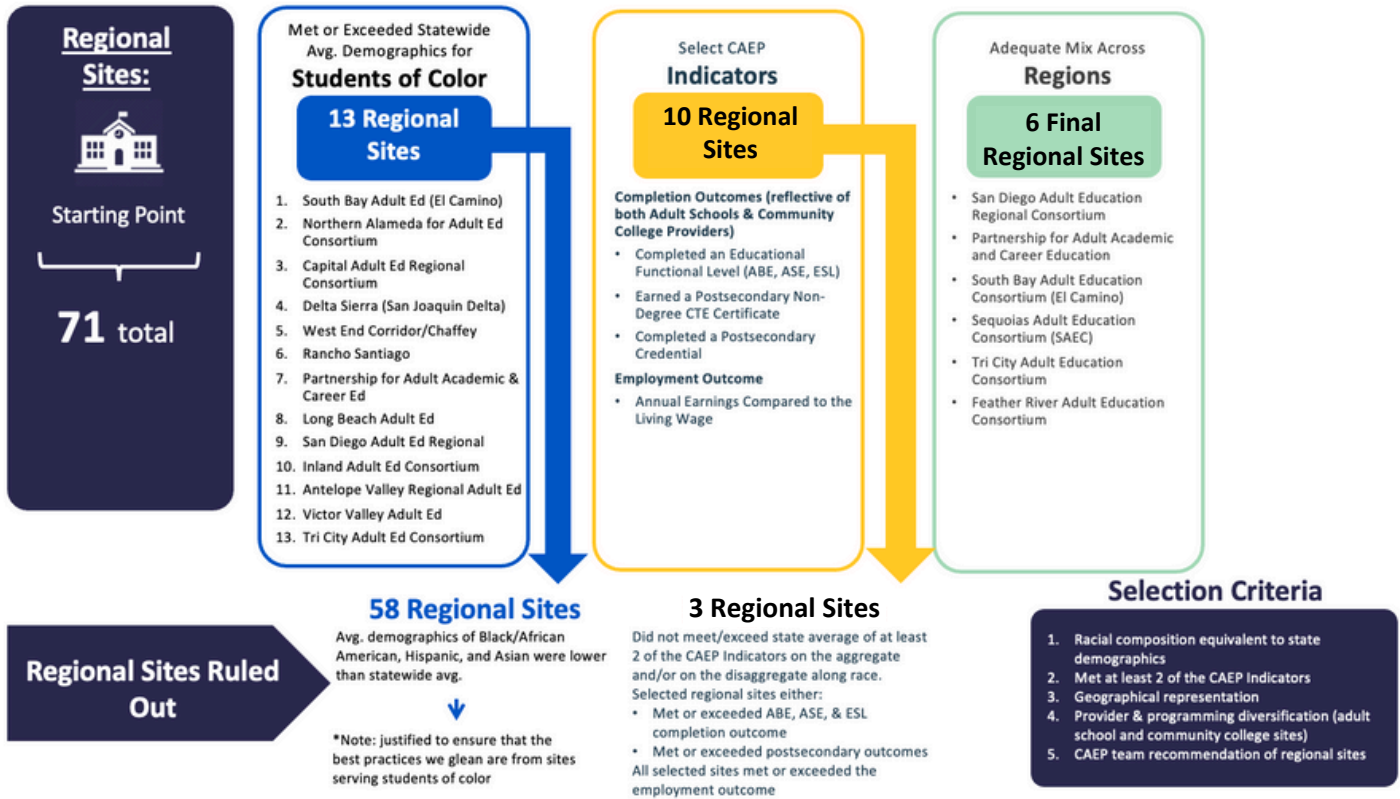 Regional
Sites:
Starting Point
71 total
Met or Exceeded Statewide
Avg. Demographics for
Students of Color
13 Regional
Sites
1. South Bay Adult Ed (El Camino)
2. Northern Alameda for Adult Ed
Consortium
3. Capital Adult Ed Regional
Consortium
4. Delta Sierra (San Joaquin Delta)
5. West End Corridor/Chaffey
6. Rancho Santiago
7. Partnership for Adult Academic &
Career Ed
8. Long Beach Adult Ed
9. San Diego Adult Ed Regional
10. Inland Adult Ed Consortium
11. Antelope Valley Regional Adult Ed
12. Victor Valley Adult Ed
13. Tri City Adult Ed Consortium
Select CAEP
Indicators
10 Regional
Sites
Completion Outcomes (reflective of
both Adult Schools & Community
College Providers)
• Completed an Educational
Functional Level (ABE, ASE, ESL)
• Earned a Postsecondary Non-
Degree CTE Certificate
• Completed a Postsecondary
Credential
Employment Outcome
• Annual Earnings Compared to the
Living Wage
Adequate Mix Across
Regions
6 Final
Regional Sites
• San Diego Adult Education
Regional Consortium
• Partnership for Adult Academic
and Career Education
• South Bay Adult Education
Consortium (El Camino)
• Sequoias Adult Education
Consortium (SAEC)
• Tri City Adult Education
Consortium
• Feather River Adult Education
Consortium
Regional Sites Ruled
Out
58 Regional Sites
Avg. demographics of Black/African
American, Hispanic, and Asian were lower
than statewide avg.
*Note: justified to ensure that the
best practices we glean are from sites
serving students of color
3 Regional Sites
Did not meet/exceed state average of at least
2 of the CAEP Indicators on the aggregate
and/or on the disaggregate along race.
Selected regional sites either:
• Met or exceeded ABE, ASE, & ESL
completion outcome
• Met or exceeded postsecondary outcomes
All selected sites met or exceeded the
employment outcome
Selection Criteria
1. Racial composition equivalent to state
demographics
2. Met at least 2 of the CAEP Indicators
3. Geographical representation
4. Provider & programming diversification (adult
school and community college sites)
5. CAEP team recommendation of regional sites